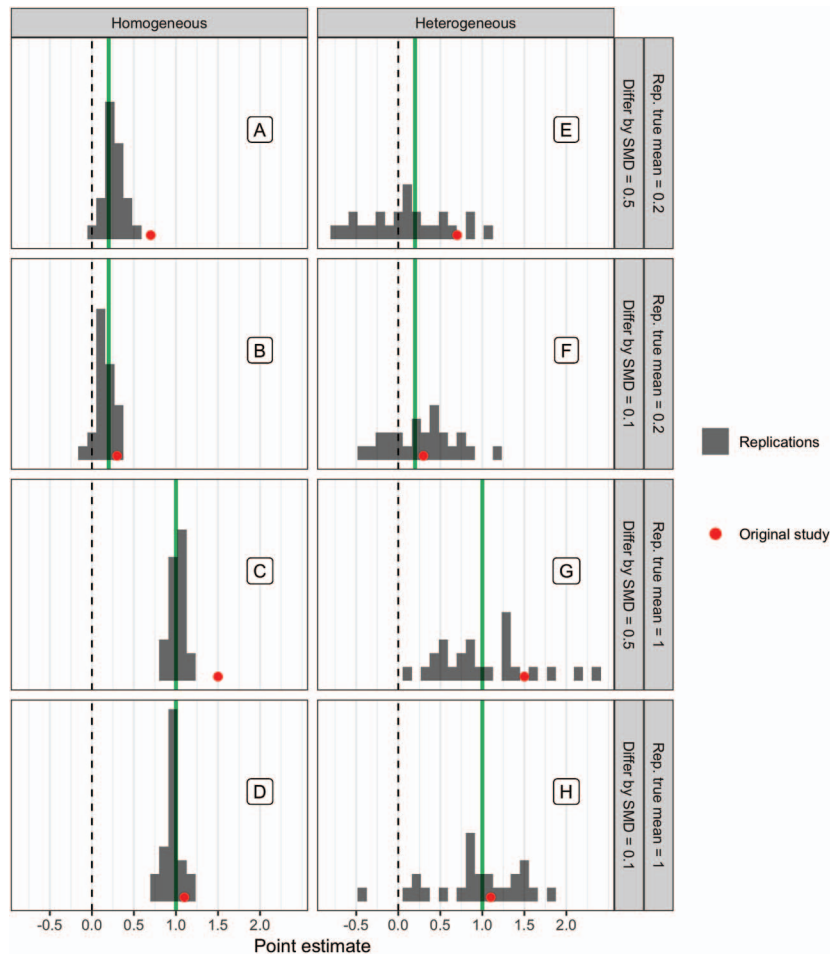 Homogeneous
Heterogeneous
A
E
Rep. true mean = 0.2
Differ by SMD = 0.5
B
F
Rep. true mean = 0.2
Differ by SMD = 0.1
C
G
Rep. true mean = 1
Differ by SMD = 0.5
D
H
Rep. true mean = 1
Differ by SMD = 0.1
Replications
Original study
-0.5 0.0 0.5 1.0 1.5 2.0
-0.5 0.0 0.5 1.0 1.5 2.0
Point estimate